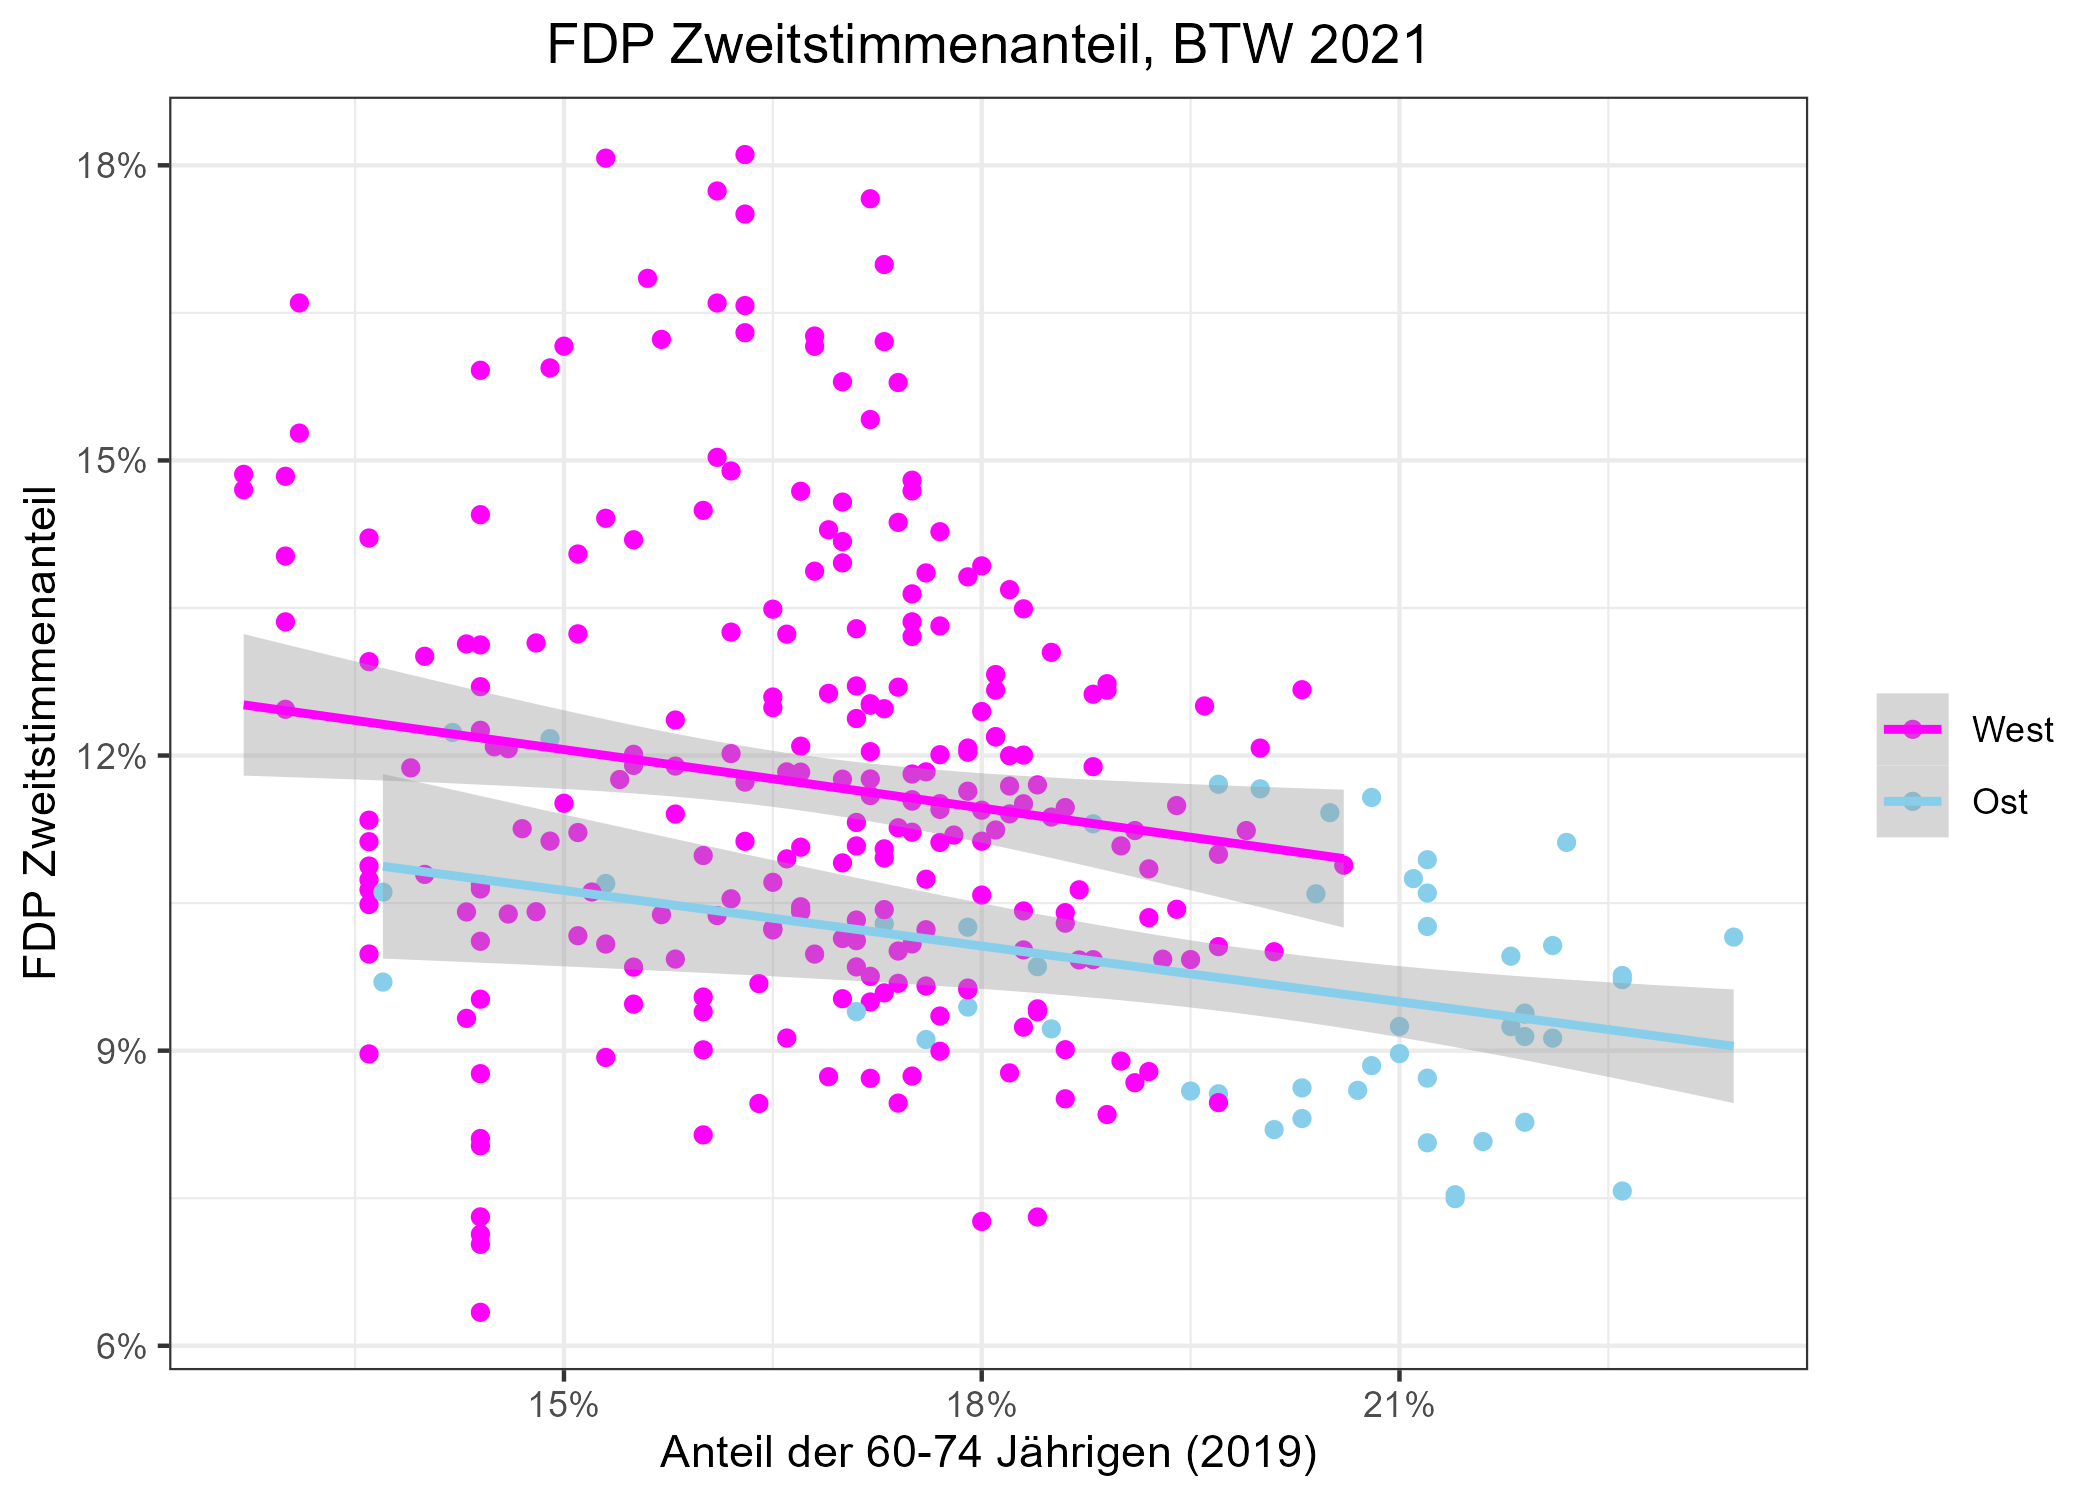 FDP Zweitstimmenanteil, BTW 2021
FDP Zweitstimmenanteil
18%
15%
12%
9%
6%
15%
18%
21%
Anteil der 60-74 Jährigen (2019)
West
Ost